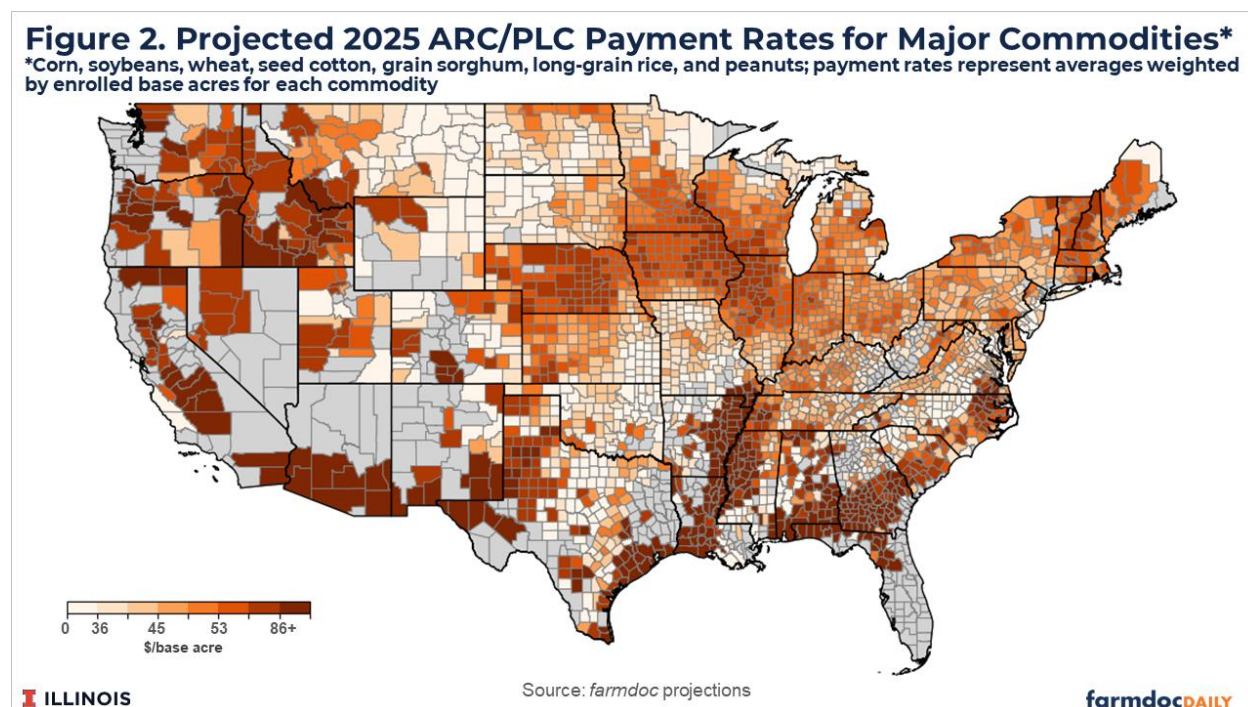 Figure 2. Projected 2025 ARC/PLC Payment Rates for Major Commodities*
*Corn, soybeans, wheat, seed cotton, grain sorghum, long-grain rice, and peanuts; payment rates represent averages weighted
by enrolled base acres for each commodity
0 36 45 53 86+
$/base acre
Source: farmdoc projections
I ILLINOIS
farmdocDAILY